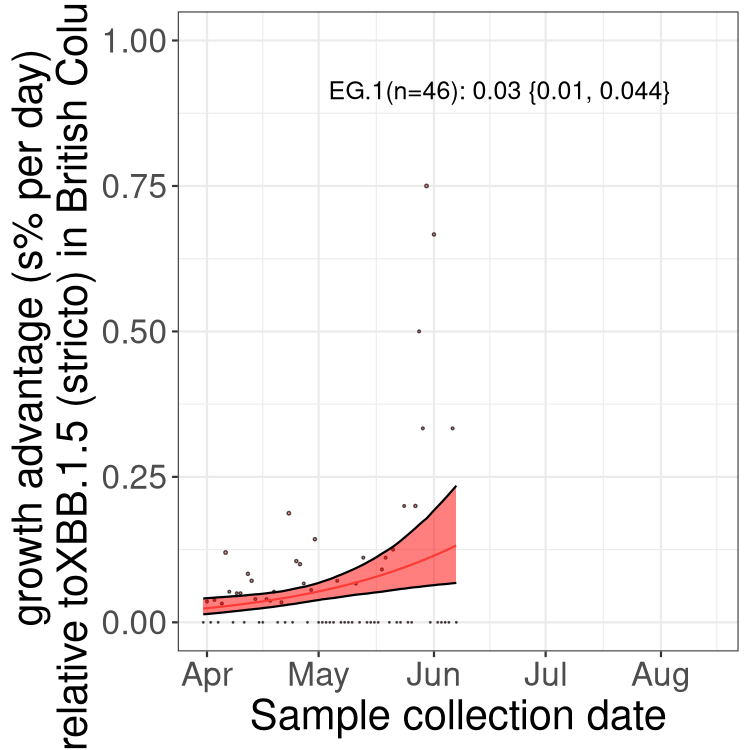 growth advantage (s% per day)
relative toXBB.1.5 (stricto) in British Colu
1.00
0.75
0.50
0.25
0.00
EG.1(n=46): 0.03 {0.01, 0.044}
Apr May Jun Jul Aug
Sample collection date